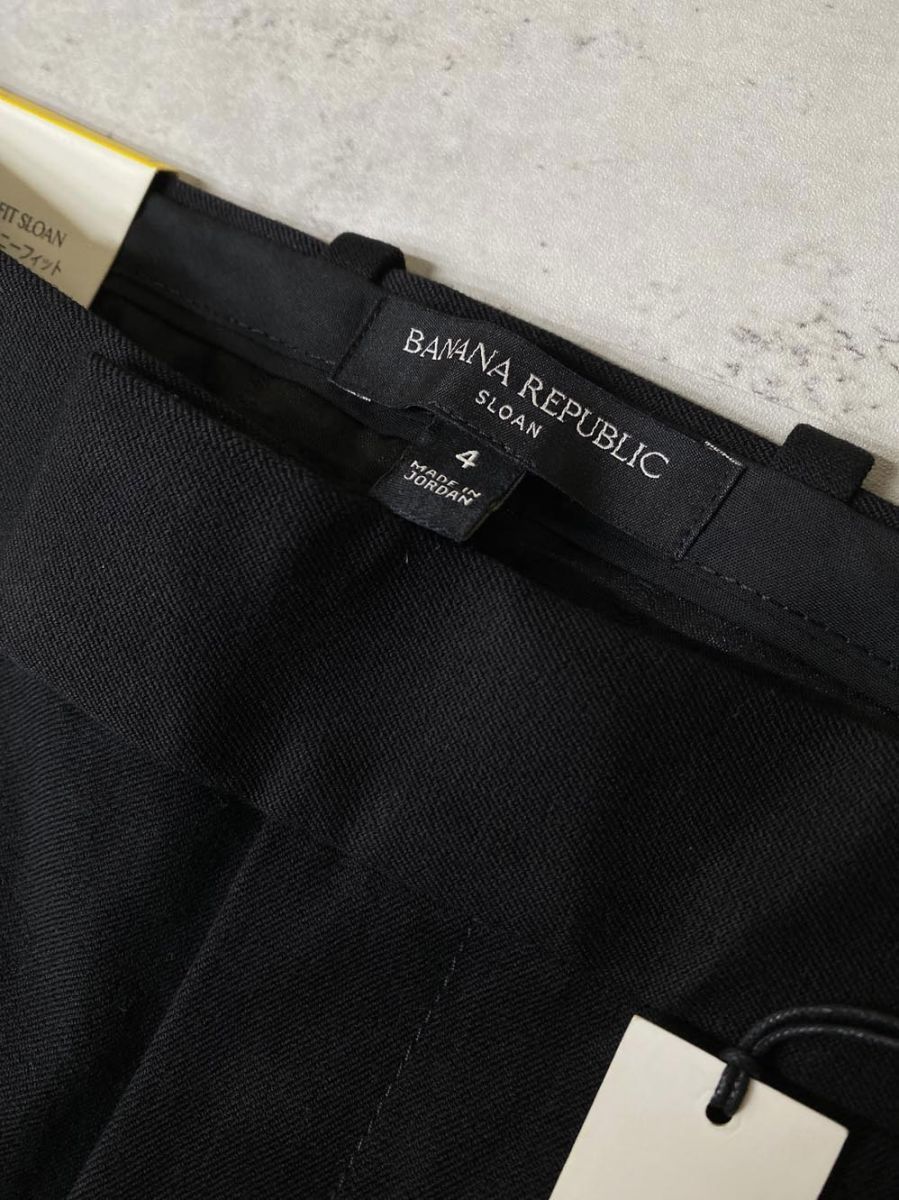 FIT SLOAN
ニーフィット
BANANA REPUBLIC
SLOAN
4
MADE IN
JORDAN